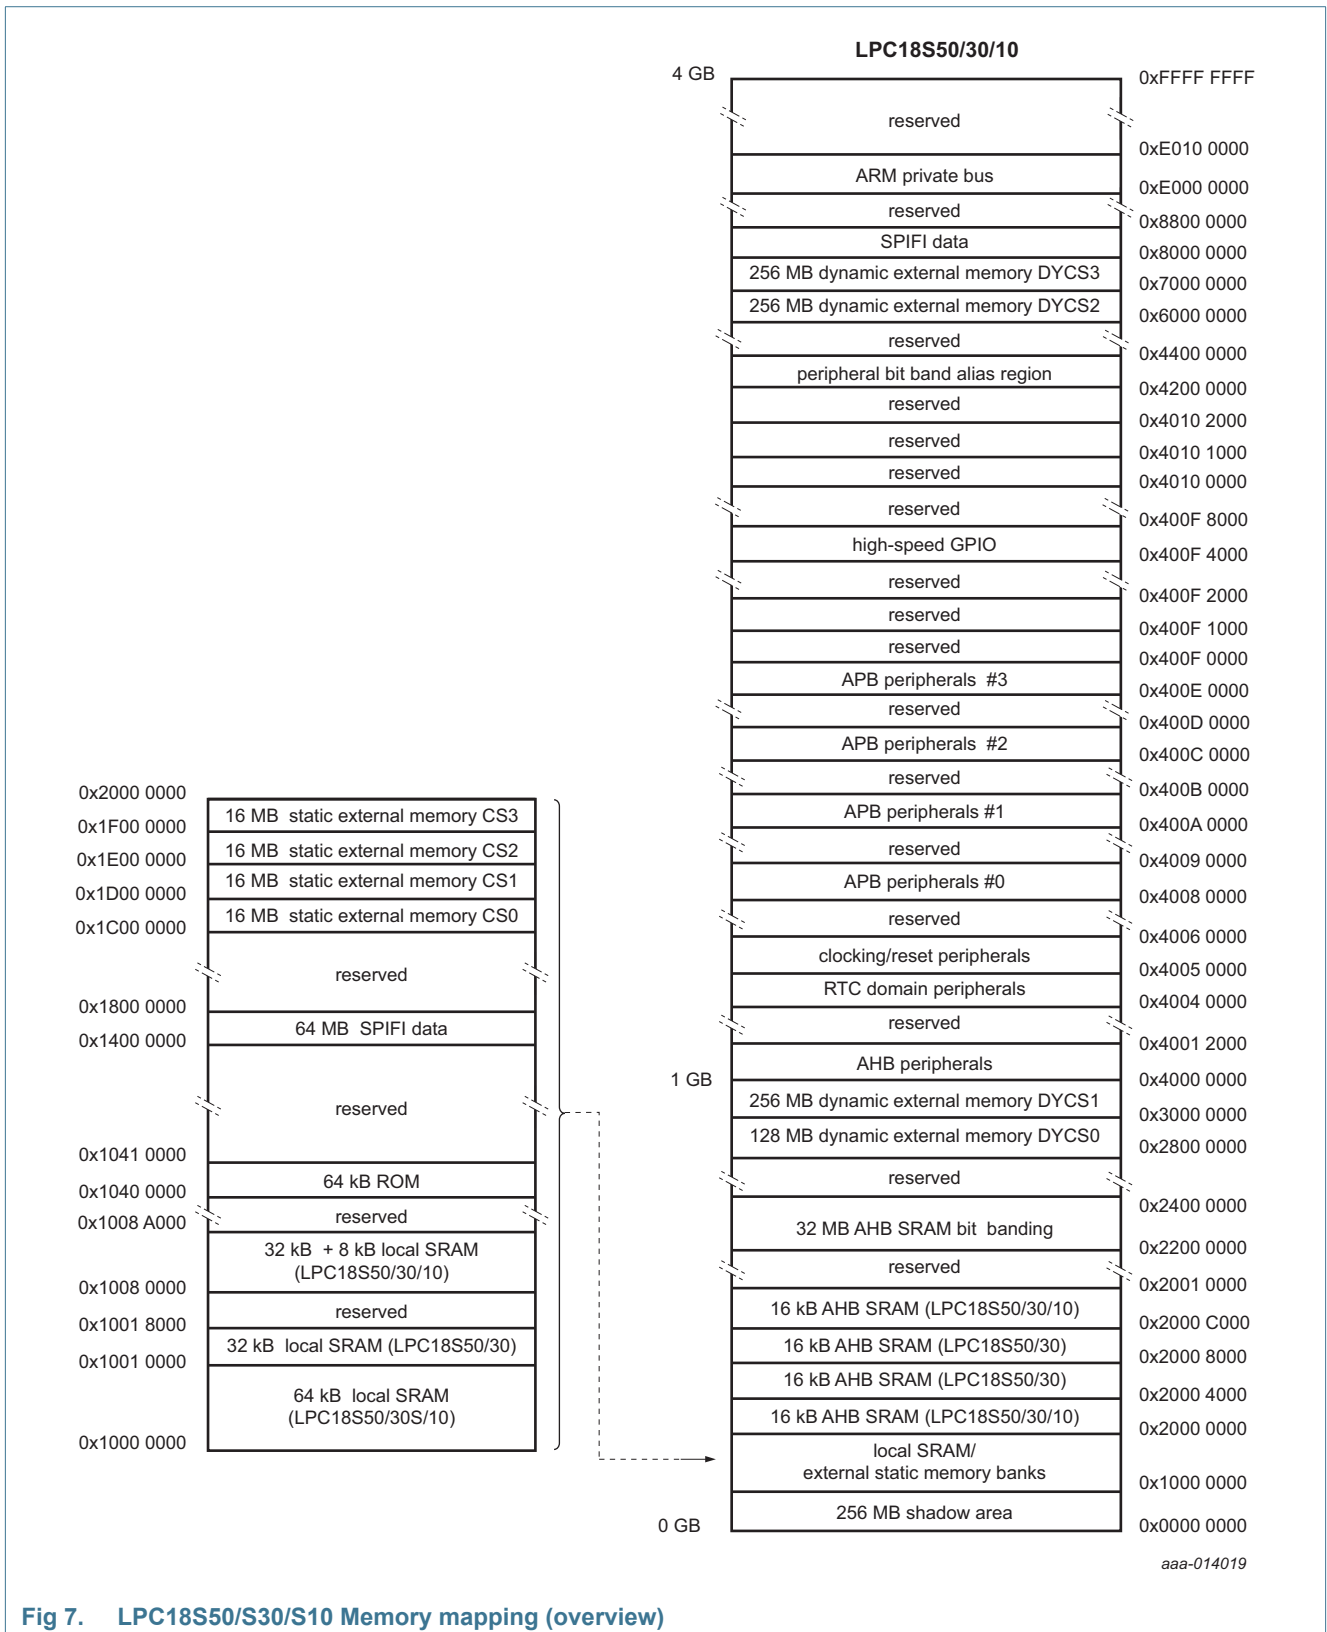 LPC18S50/30/10
4 GB
0xFFFF FFFF
reserved
0xE010 0000
ARM private bus
0xE000 0000
reserved
0x8800 0000
SPIFI data
0x8000 0000
256 MB dynamic external memory DYCS3
0x7000 0000
256 MB dynamic external memory DYCS2
0x6000 0000
reserved
0x4400 0000
peripheral bit band alias region
0x4200 0000
reserved
0x4010 2000
reserved
0x4010 1000
reserved
0x4010 0000
reserved
0x400F 8000
high-speed GPIO
0x400F 4000
reserved
0x400F 2000
reserved
0x400F 1000
reserved
0x400F 0000
APB peripherals #3
0x400E 0000
reserved
0x400D 0000
APB peripherals #2
0x400C 0000
reserved
0x400B 0000
APB peripherals #1
0x400A 0000
reserved
0x4009 0000
APB peripherals #0
0x4008 0000
reserved
0x4006 0000
clocking/reset peripherals
0x4005 0000
RTC domain peripherals
0x4004 0000
reserved
0x4001 2000
AHB peripherals
1 GB
0x4000 0000
256 MB dynamic external memory DYCS1
0x3000 0000
128 MB dynamic external memory DYCS0
0x2800 0000
reserved
0x2400 0000
32 MB AHB SRAM bit banding
0x2200 0000
reserved
0x2001 0000
16 kB AHB SRAM (LPC18S50/30/10)
0x2000 C000
16 kB AHB SRAM (LPC18S50/30)
0x2000 8000
16 kB AHB SRAM (LPC18S50/30)
0x2000 4000
16 kB AHB SRAM (LPC18S50/30/10)
0x2000 0000
local SRAM/
external static memory banks
0x1000 0000
256 MB shadow area
0 GB
0x0000 0000
0x2000 0000
16 MB static external memory CS3
0x1F00 0000
16 MB static external memory CS2
0x1E00 0000
16 MB static external memory CS1
0x1D00 0000
16 MB static external memory CS0
0x1C00 0000
reserved
0x1800 0000
64 MB SPIFI data
0x1400 0000
reserved
0x1041 0000
64 kB ROM
0x1040 0000
reserved
0x1008 A000
32 kB + 8 kB local SRAM
(LPC18S50/30/10)
0x1008 0000
reserved
0x1001 8000
32 kB local SRAM (LPC18S50/30)
0x1001 0000
64 kB local SRAM
(LPC18S50/30S/10)
0x1000 0000
aaa-014019
Fig 7. LPC18S50/S30/S10 Memory mapping (overview)